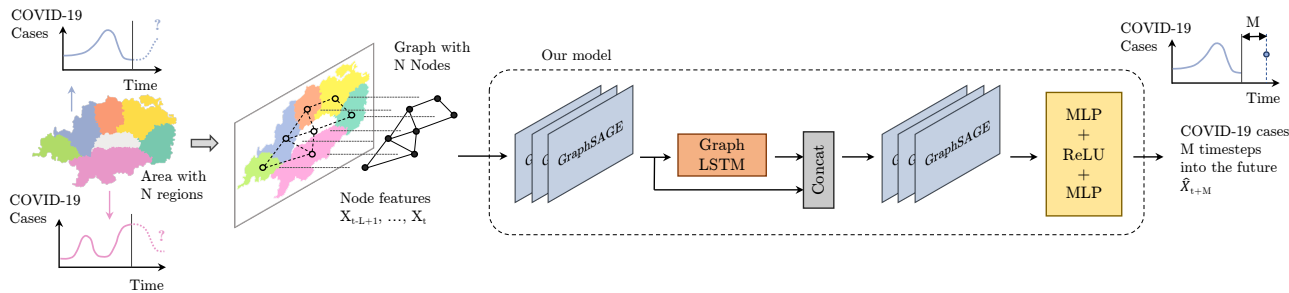 COVID-19
Cases
?
Time
Area with
N regions
COVID-19
Cases
?
Time
Graph with
N Nodes
Node features
X_{t-L+1}, ..., X_t
Our model
G
G
GraphSAGE
Graph
LSTM
Concat
G
G
GraphSAGE
MLP
+
ReLU
+
MLP
COVID-19
Cases
M
Time
COVID-19 cases
M timesteps
into the future
X̂_{t+M}